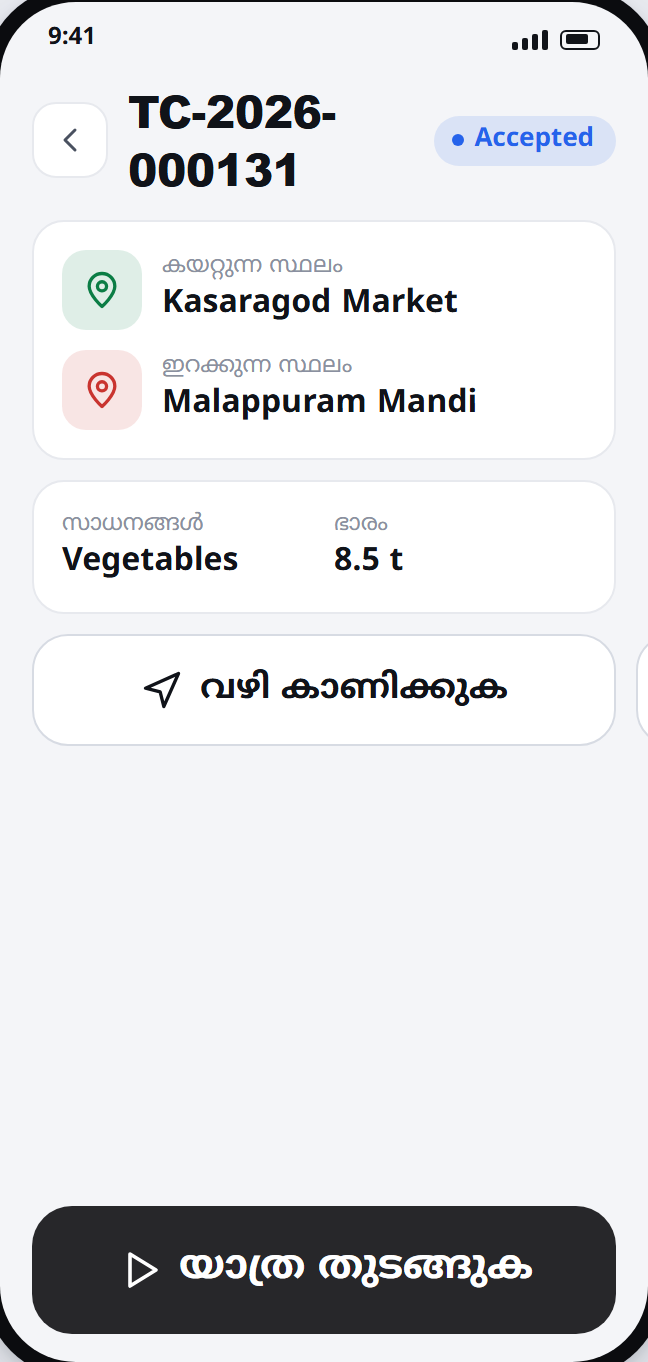 9:41
TC-2026-
000131
Accepted
കയറ്റുന്ന സ്ഥലം
Kasaragod Market
ഇറക്കുന്ന സ്ഥലം
Malappuram Mandi
സാധനങ്ങൾ
ഭാരം
Vegetables
8.5 t
വഴി കാണിക്കുക
യാത്ര തുടങ്ങുക